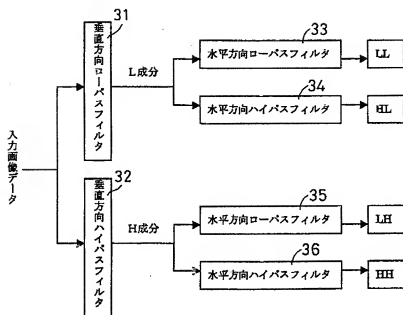 31
垂直方向ローパスフィルタ
L成分
33
水平方向ローパスフィルタ
LL
34
水平方向ハイパスフィルタ
HL
入力画像データ
32
垂直方向ハイパスフィルタ
H成分
35
水平方向ローパスフィルタ
LH
36
水平方向ハイパスフィルタ
HH